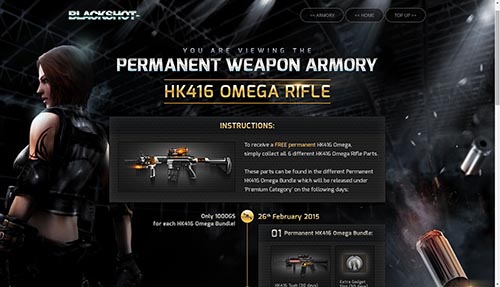 BLACKSHOT
<< ARMORY
<< HOME
TOP UP >>
YOU ARE VIEWING THE
PERMANENT WEAPON ARMORY
HK416 OMEGA RIFLE
INSTRUCTIONS:
To receive a FREE permanent HK416 Omega,
simply collect all 6 different HK416 Omega Rifle Parts.
These parts can be found in the different Permanent
HK416 Omega Bundle which will be released under
'Premium Category' on the following days:
Only 100GS
for each HK416 Omega Bundle!
26th February 2015
01 Permanent HK416 Omega Bundle:
Extra Gadget